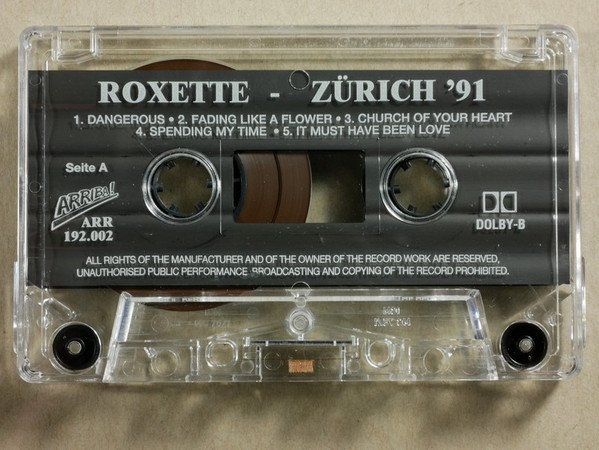 ROXETTE - ZÜRICH '91
1. DANGEROUS • 2. FADING LIKE A FLOWER • 3. CHURCH OF YOUR HEART
4. SPENDING MY TIME • 5. IT MUST HAVE BEEN LOVE
Seite A
ARRIBA!
ARR
192.002
DOLBY-B
ALL RIGHTS OF THE MANUFACTURER AND OF THE OWNER OF THE RECORD WORK ARE RESERVED,
UNAUTHORISED PUBLIC PERFORMANCE BROADCASTING AND COPYING OF THE RECORD PROHIBITED.